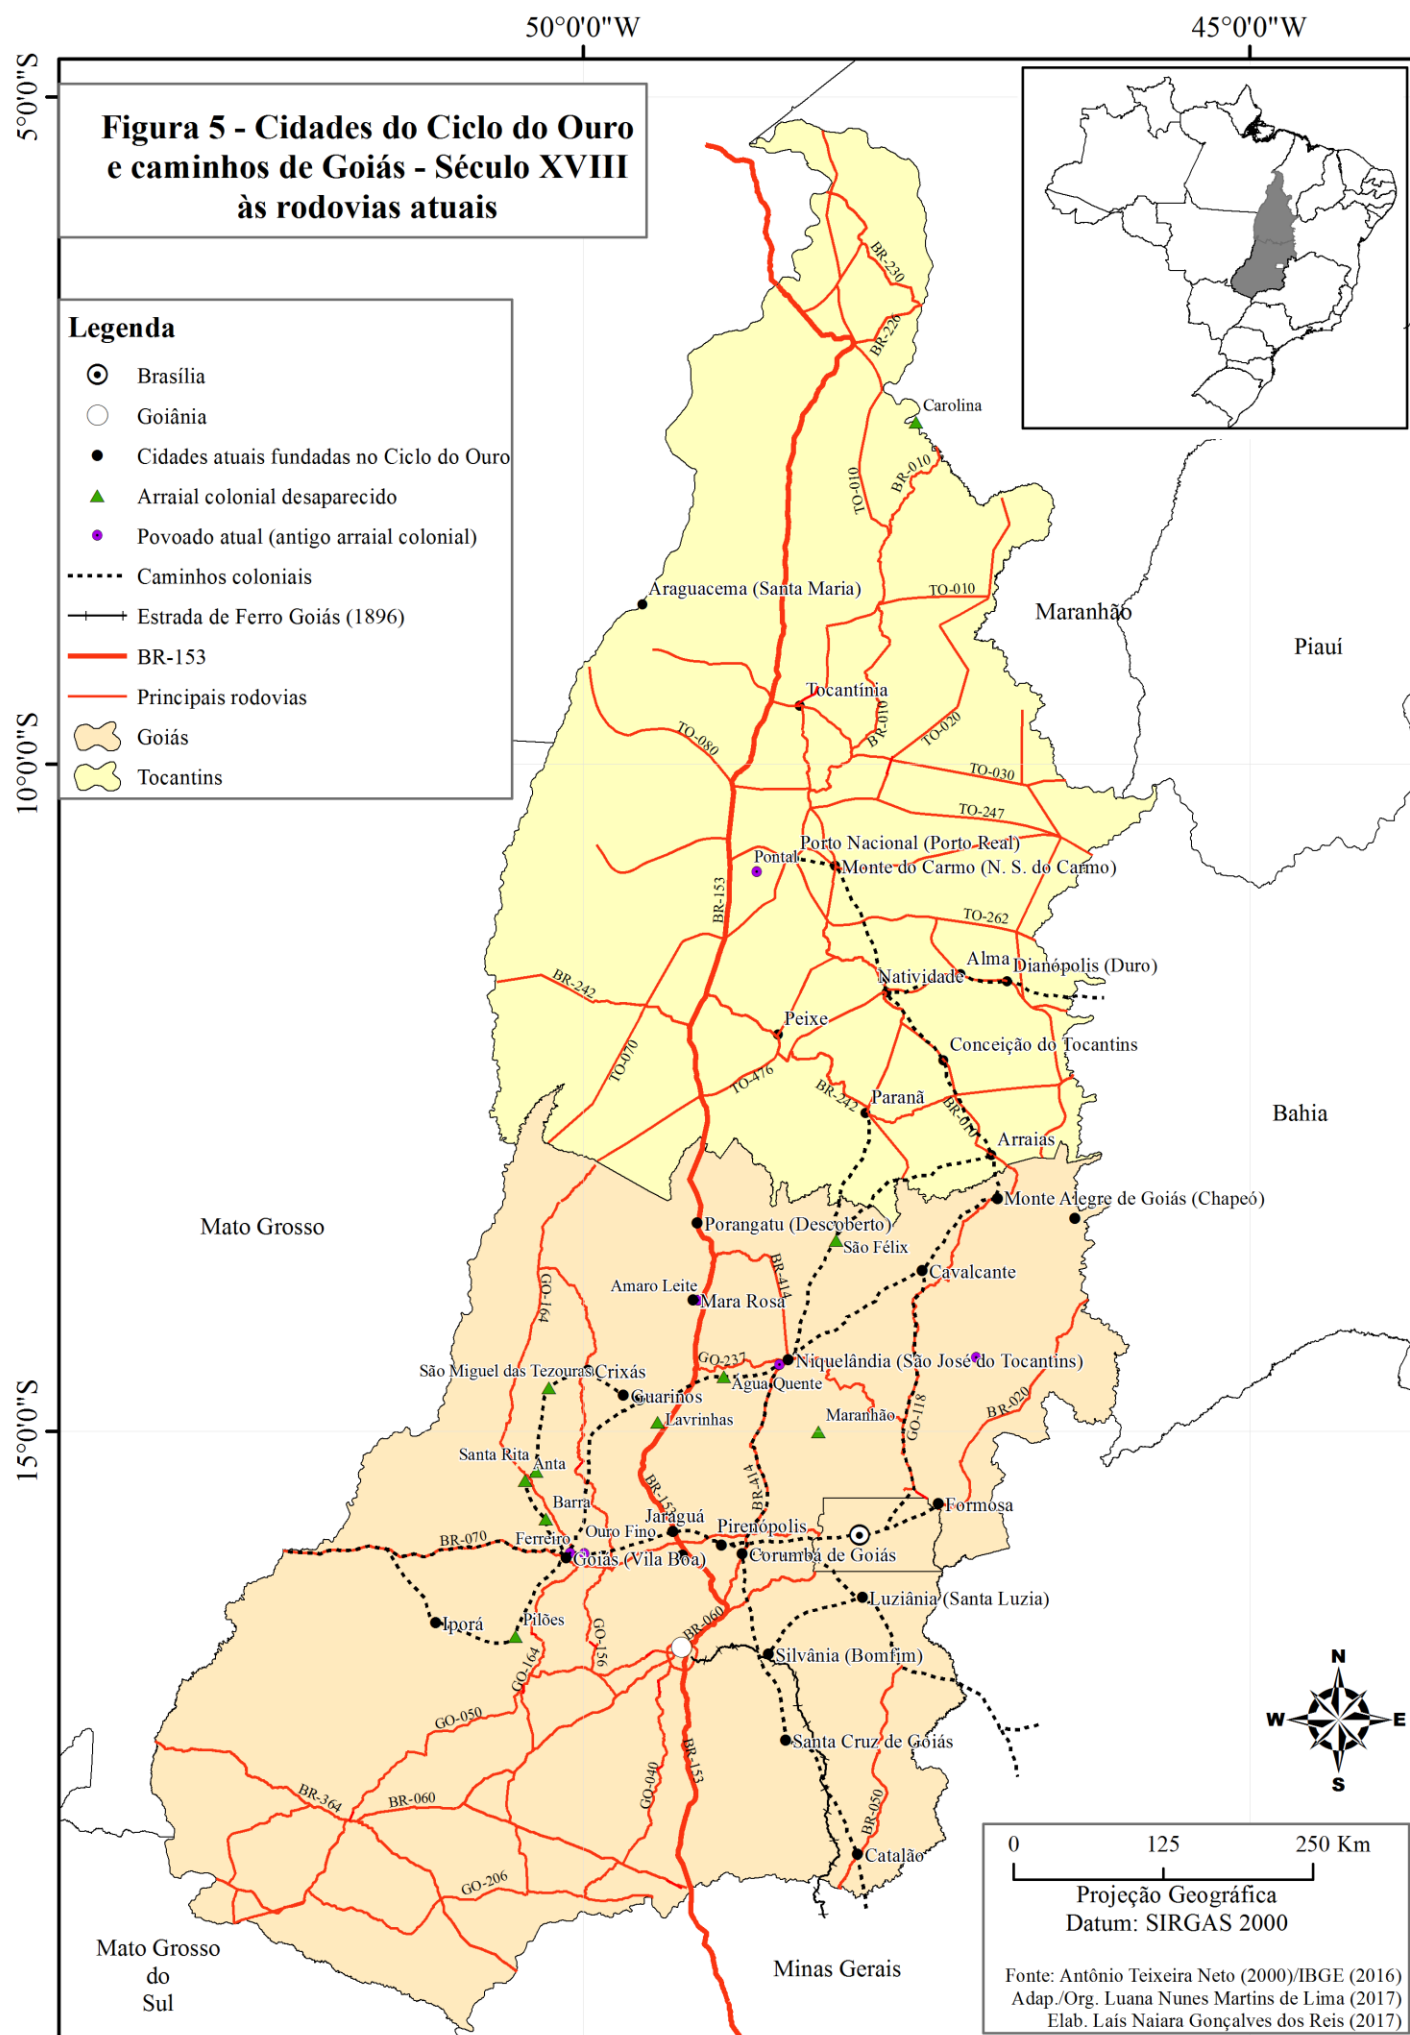 50°0'0"W
45°0'0"W
5°0'0"S
10°0'0"S
15°0'0"S
Figura 5 - Cidades do Ciclo do Ouro
e caminhos de Goiás - Século XVIII
às rodovias atuais
Legenda
Brasília
Goiânia
Cidades atuais fundadas no Ciclo do Ouro
Arraial colonial desaparecido
Povoado atual (antigo arraial colonial)
Caminhos coloniais
Estrada de Ferro Goiás (1896)
BR-153
Principais rodovias
Goiás
Tocantins
BR-230
BR-226
Carolina
BR-010
TO-010
Araguacema (Santa Maria)
TO-010
Maranhão
Piauí
Tocantínia
BR-010
TO-020
TO-080
TO-030
TO-247
Porto Nacional (Porto Real)
Pontal
Monte do Carmo (N. S. do Carmo)
BR-153
TO-262
Alma
Dianópolis (Duro)
Natividade
BR-242
Peixe
Conceição do Tocantins
TO-070
TO-476
BR-242
Paranã
BR-010
Bahia
Arraias
Monte Alegre de Goiás (Chapeó)
Mato Grosso
Porangatu (Descoberto)
São Félix
BR-414
Cavalcante
GO-164
Amaro Leite
Mara Rosa
GO-237
Niquelândia (São José do Tocantins)
São Miguel das Tezouras
Crixás
Água Quente
Guarinos
Lavrinhas
Maranhão
GO-118
BR-020
Santa Rita
Anta
BR-153
BR-414
Barra
Formosa
Jaraguá
Pirenópolis
Ouro Fino
Ferreiro
BR-070
Goiás (Vila Boa)
Corumbá de Goiás
Luziânia (Santa Luzia)
Iporá
Pilões
BR-060
GO-156
GO-164
Silvânia (Bomfim)
GO-050
Santa Cruz de Goiás
BR-153
GO-040
BR-364
BR-060
BR-050
Catalão
GO-206
Mato Grosso
do
Sul
Minas Gerais
N
W
E
S
0
125
250 Km
Projeção Geográfica
Datum: SIRGAS 2000
Fonte: Antônio Teixeira Neto (2000)/IBGE (2016)
Adap./Org. Luana Nunes Martins de Lima (2017)
Elab. Laís Naiara Gonçalves dos Reis (2017)